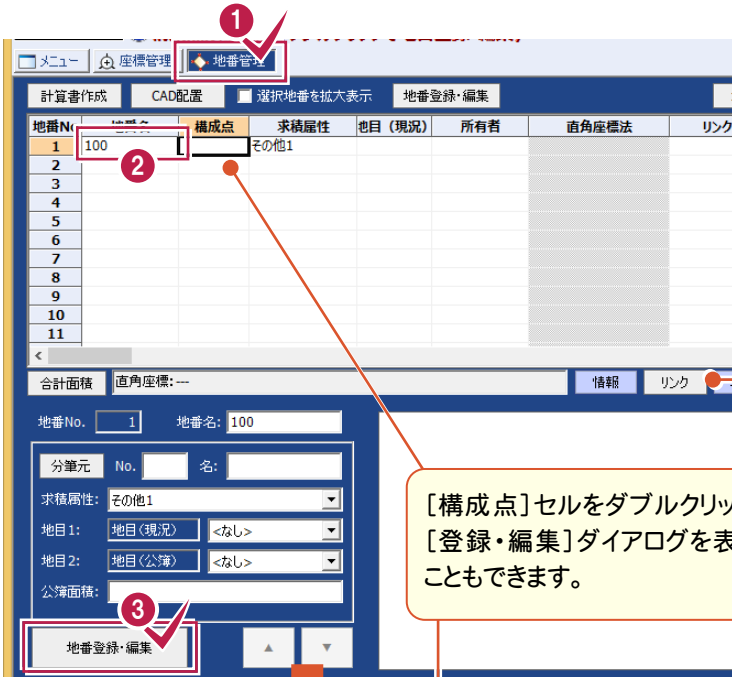 1
メニュー 座標管理 地番管理
計算書作成 CAD配置 選択地番を拡大表示 地番登録・編集
地番No 構成点 求積属性 地目（現況） 所有者 直角座標法 リンク
1 100 その他1
2
2
3
4
5
6
7
8
9
10
11
合計面積 直角座標：--- 情報 リンク
地番No. 1 地番名: 100
分筆元 No. 名:
求積属性: その他1
地目1: 地目(現況) <なし>
地目2: 地目(公簿) <なし>
公簿面積:
[構成点]セルをダブルクリッ
[登録・編集]ダイアログを表
こともできます。
3
地番登録・編集